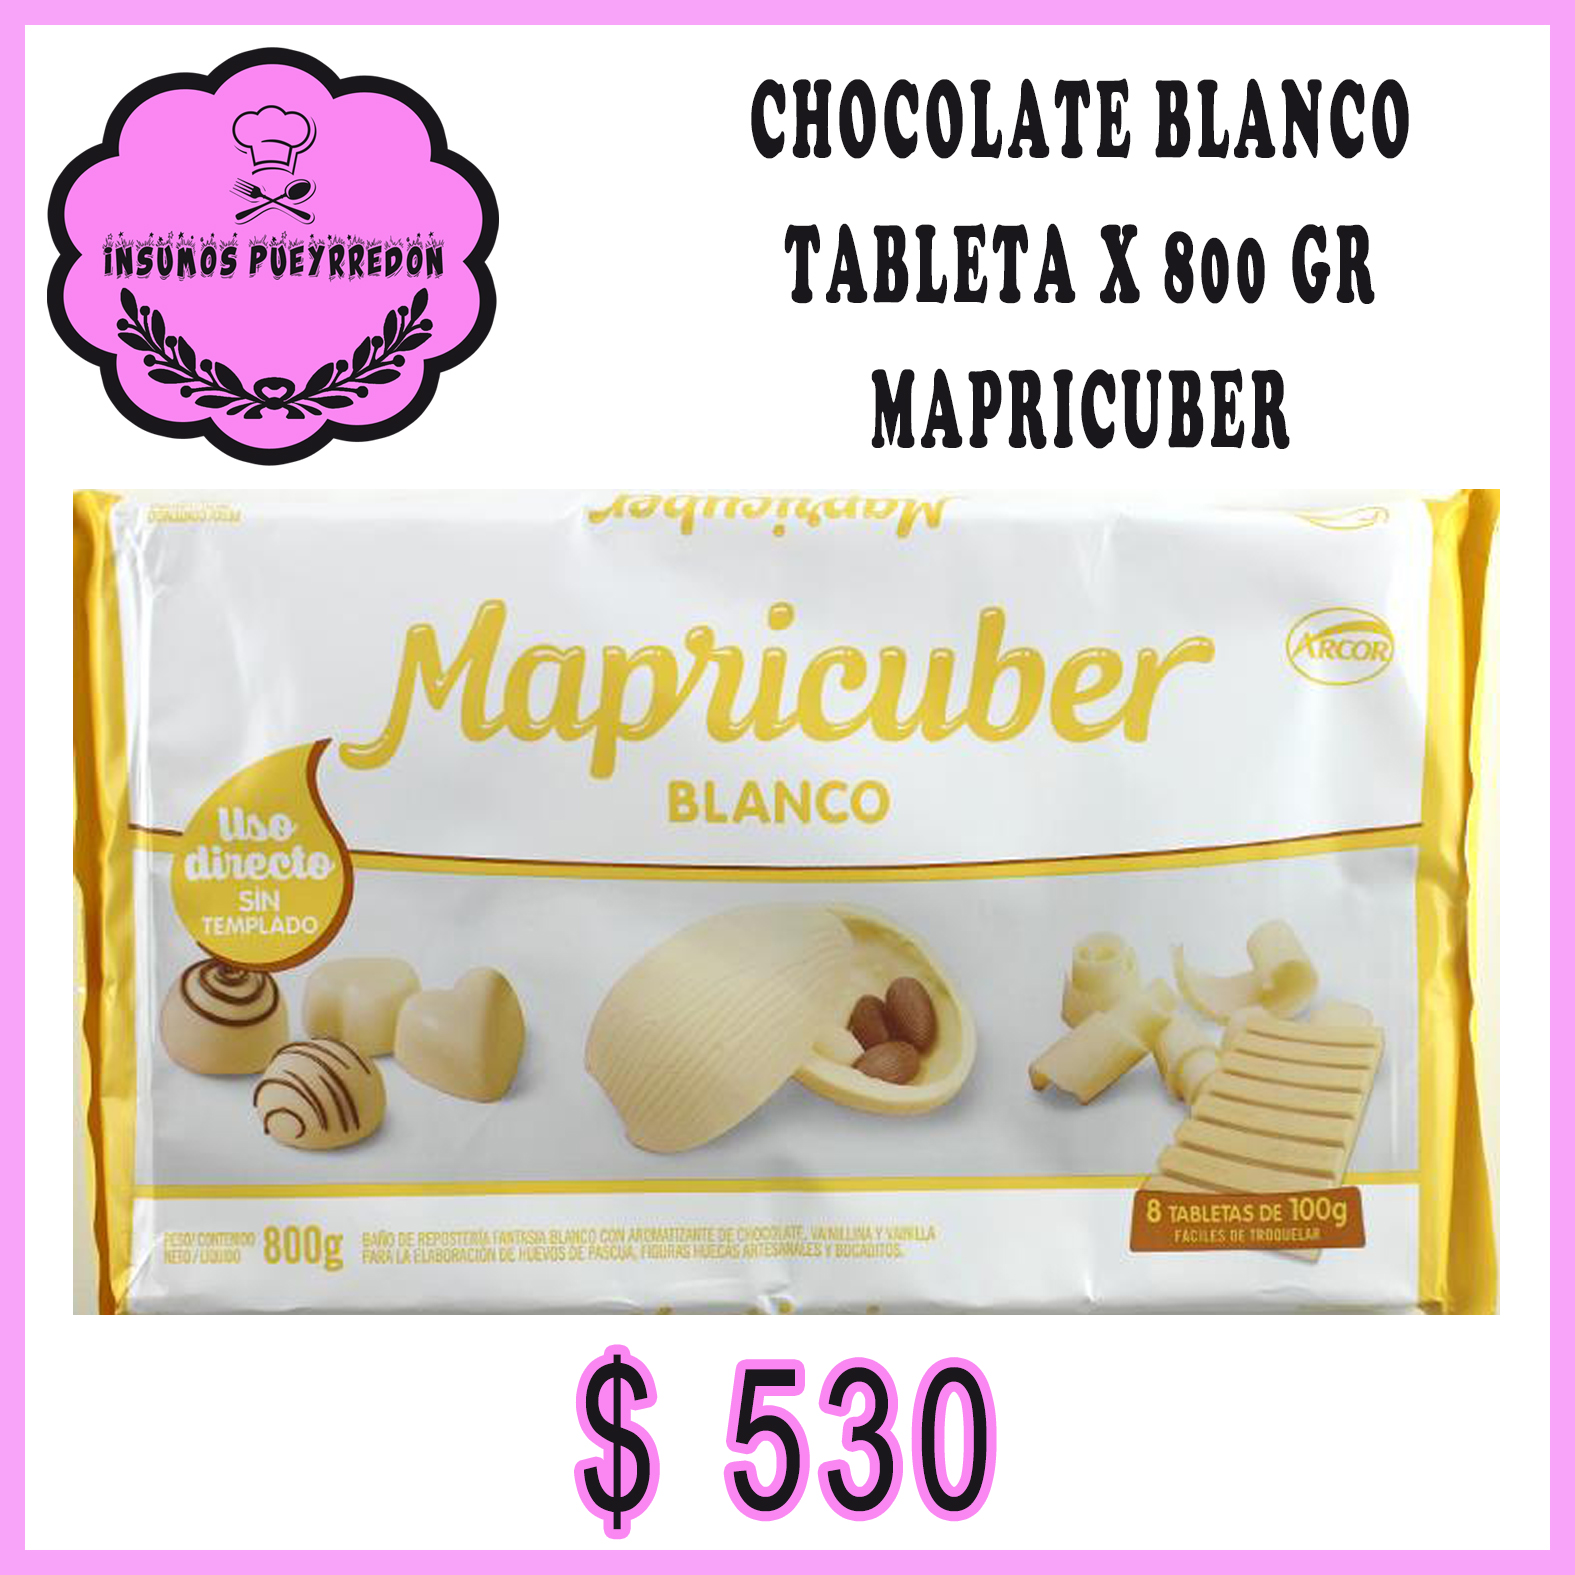 INSUMOS PUEYRREDON
CHOCOLATE BLANCO
TABLETA X 800 GR
MAPRICUBER
Mapricuber
Mapricuber
ARCOR
BLANCO
Uso
directo
SIN
TEMPLADO
8 TABLETAS DE 100g
FÁCILES DE TROQUELAR
PESO/CONTENIDO
NETO/LÍQUIDO
800g
BAÑO DE REPOSTERÍA FANTASIA BLANCO CON AROMATIZANTE DE CHOCOLATE, VAINILLINA Y VAINILLA
PARA LA ELABORACIÓN DE HUEVOS DE PASCUA, FIGURAS HUECAS ARTESANALES Y BOCADITOS.
$ 530